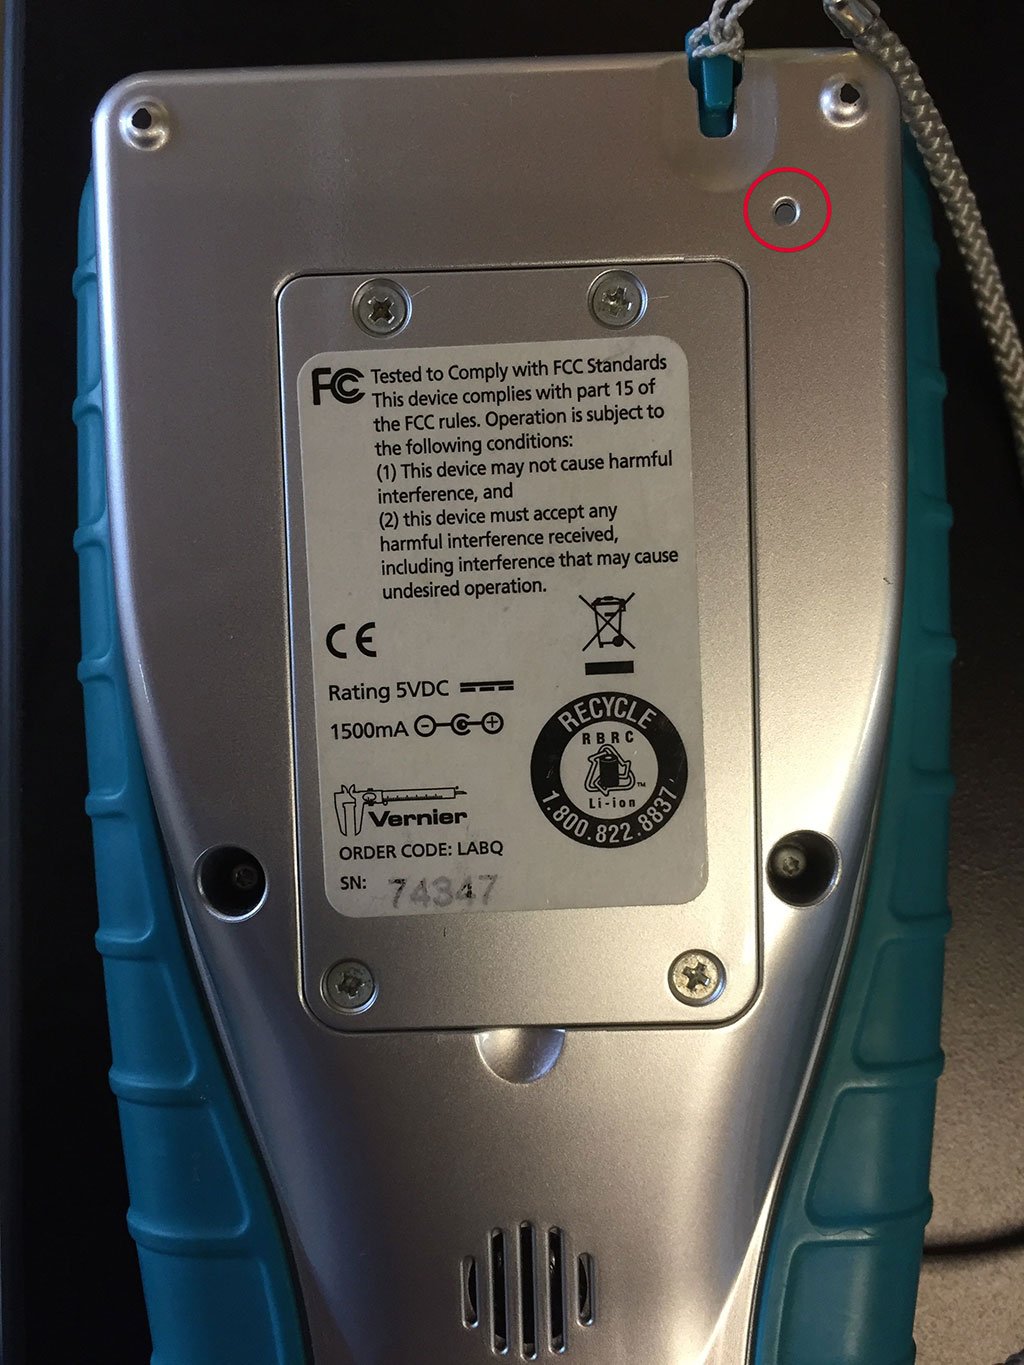 FC Tested to Comply with FCC Standards
This device complies with part 15 of
the FCC rules. Operation is subject to
the following conditions:
(1) This device may not cause harmful
interference, and
(2) this device must accept any
harmful interference received,
including interference that may cause
undesired operation.
CE
Rating 5VDC
1500mA
RECYCLE
RBRC
TM
Li-ion
1.800.822.8837
Vernier
ORDER CODE: LABQ
SN: 74347